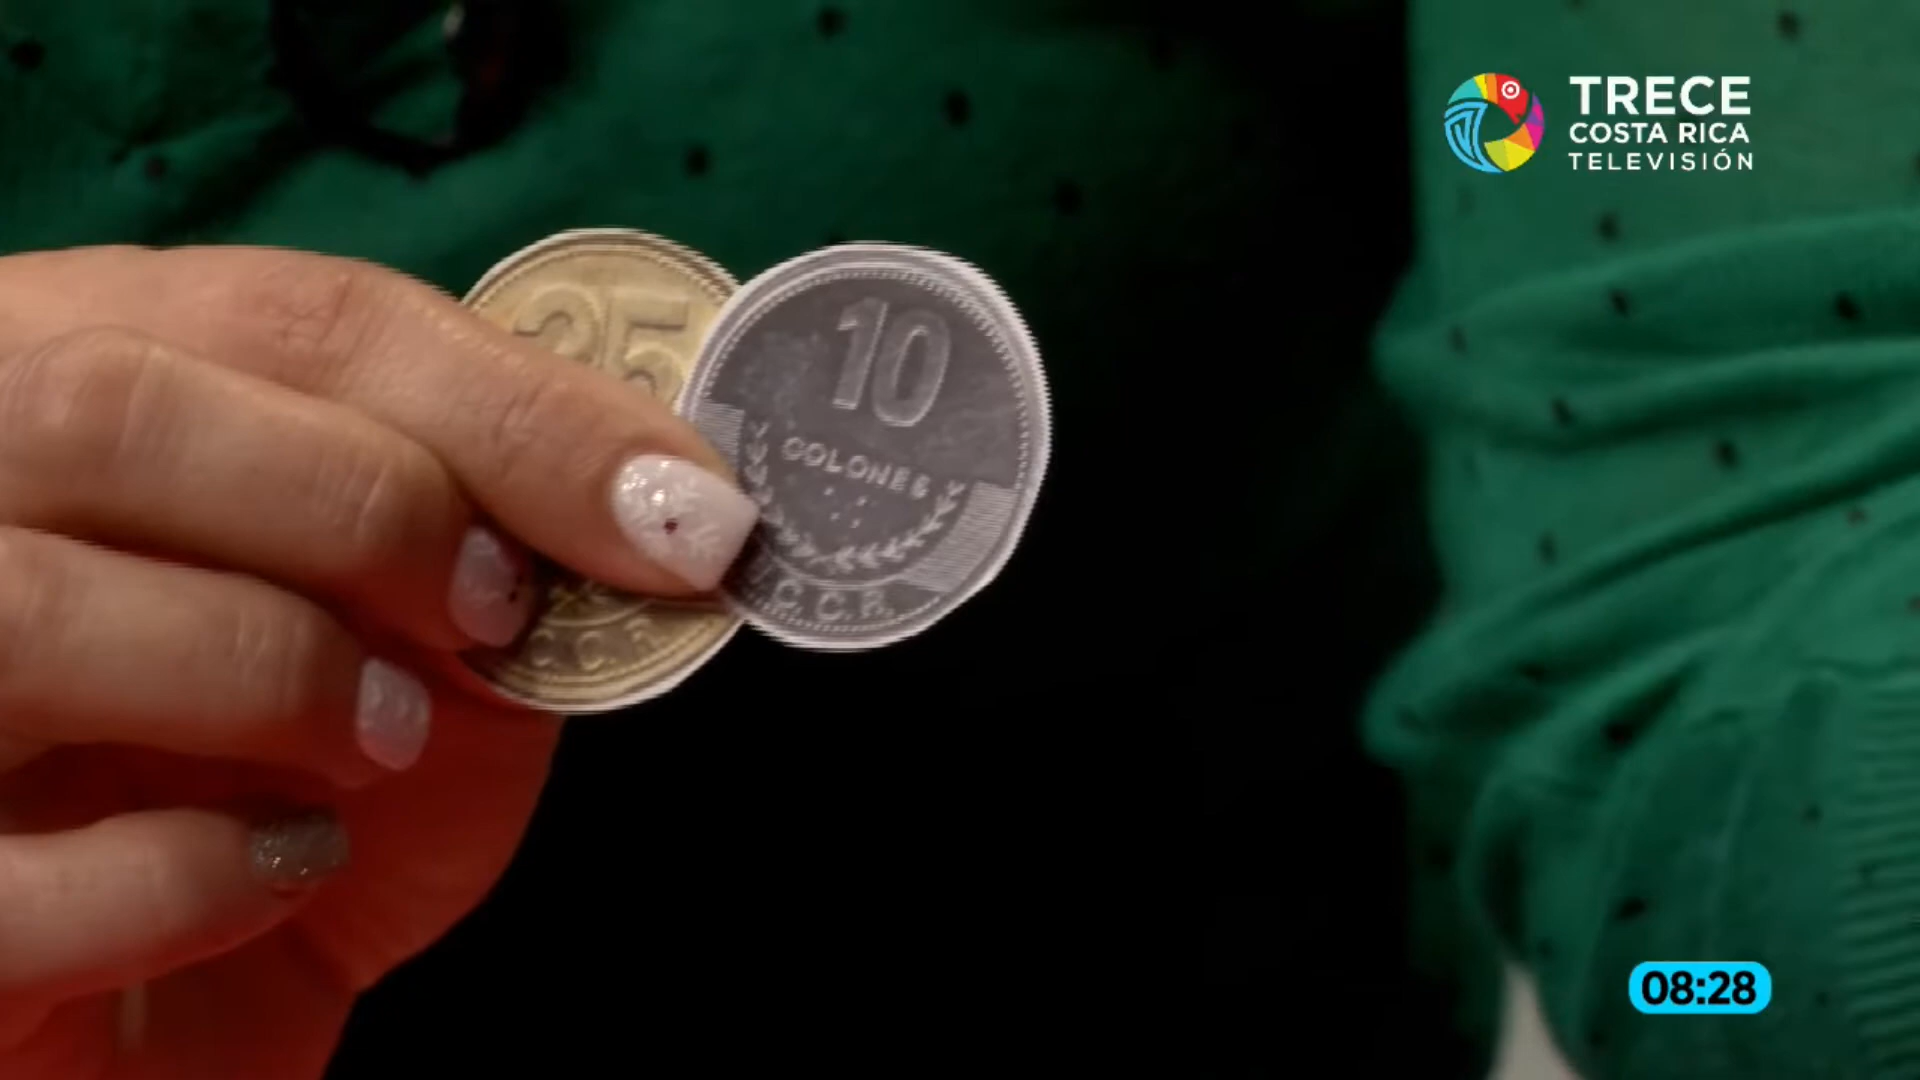 TRECE
COSTA RICA
TELEVISIÓN
25
10
COLONES
C. C. R.
C. C. R.
08:28